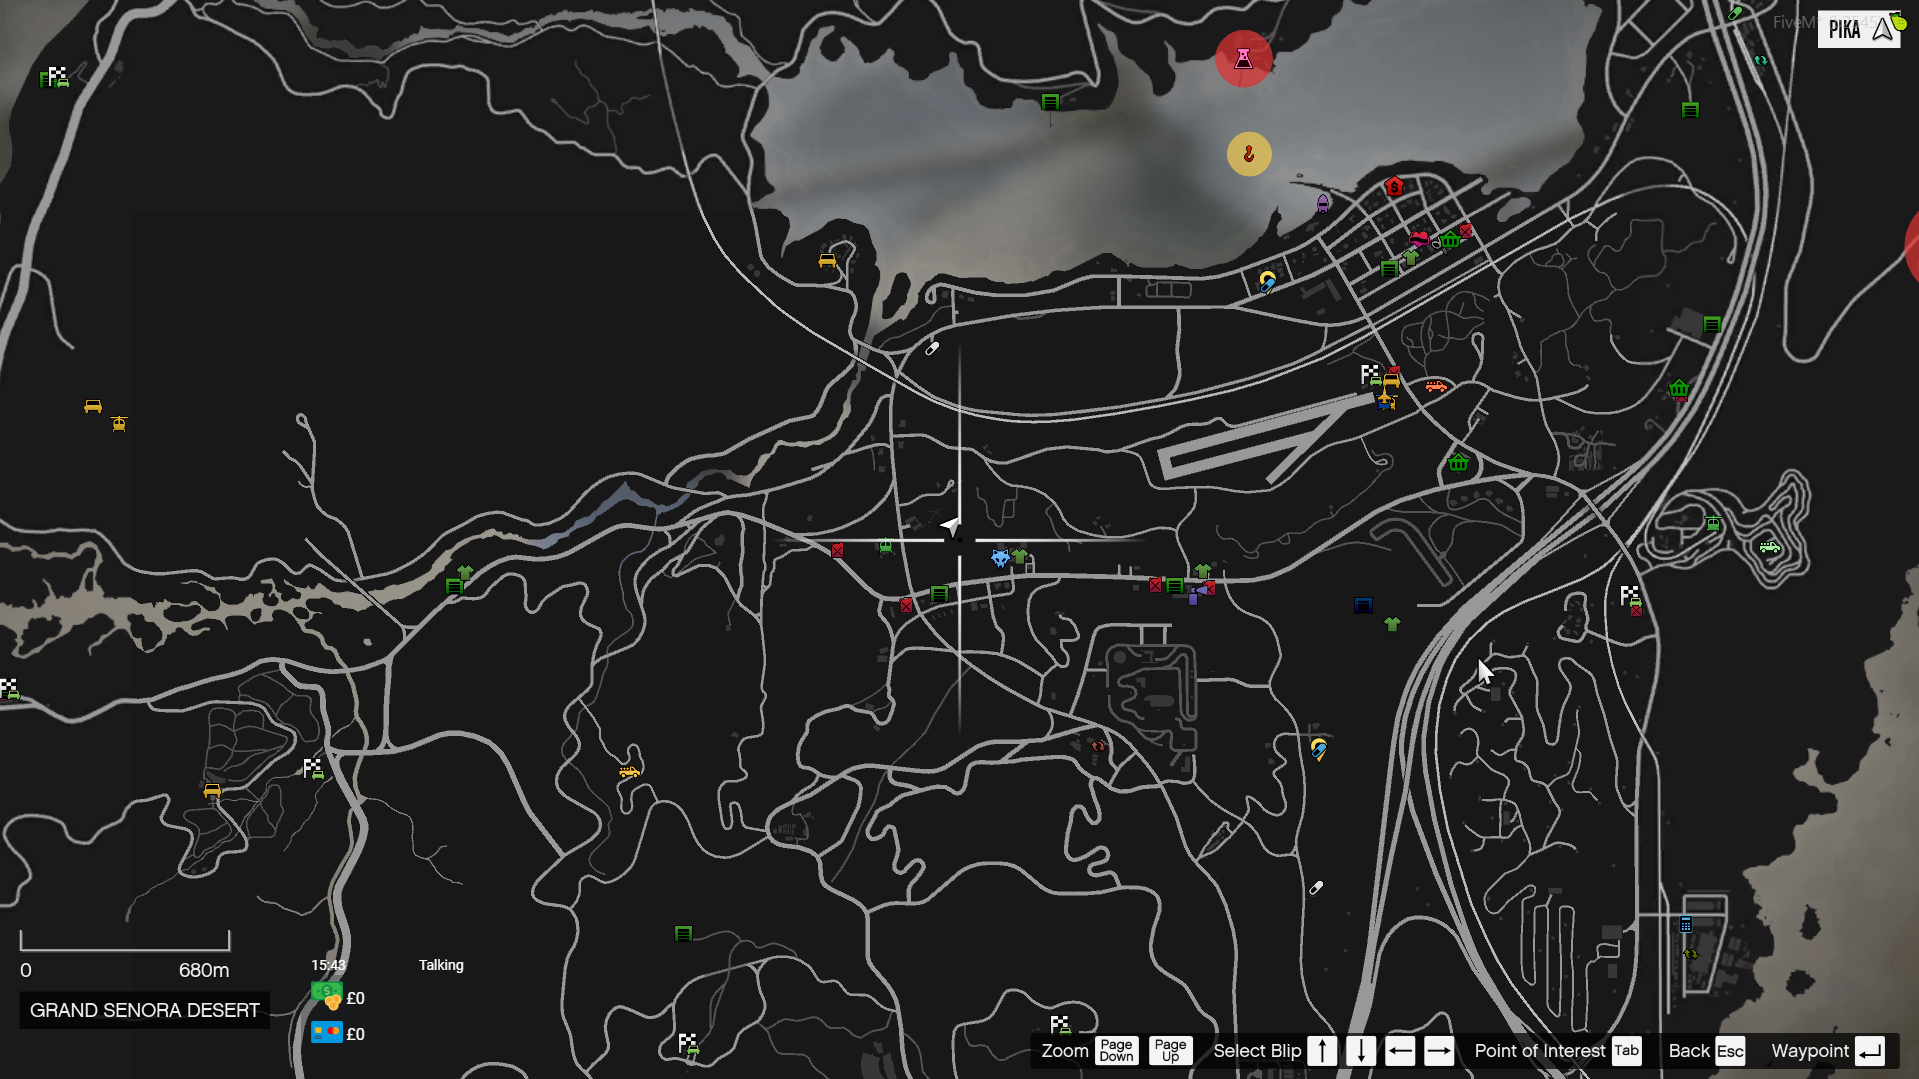 PIKA
0 680m
GRAND SENORA DESERT
15:43 Talking
£0
£0
Zoom Page Down Page Up Select Blip ↑ ↓ ← → Point of Interest Tab Back Esc Waypoint